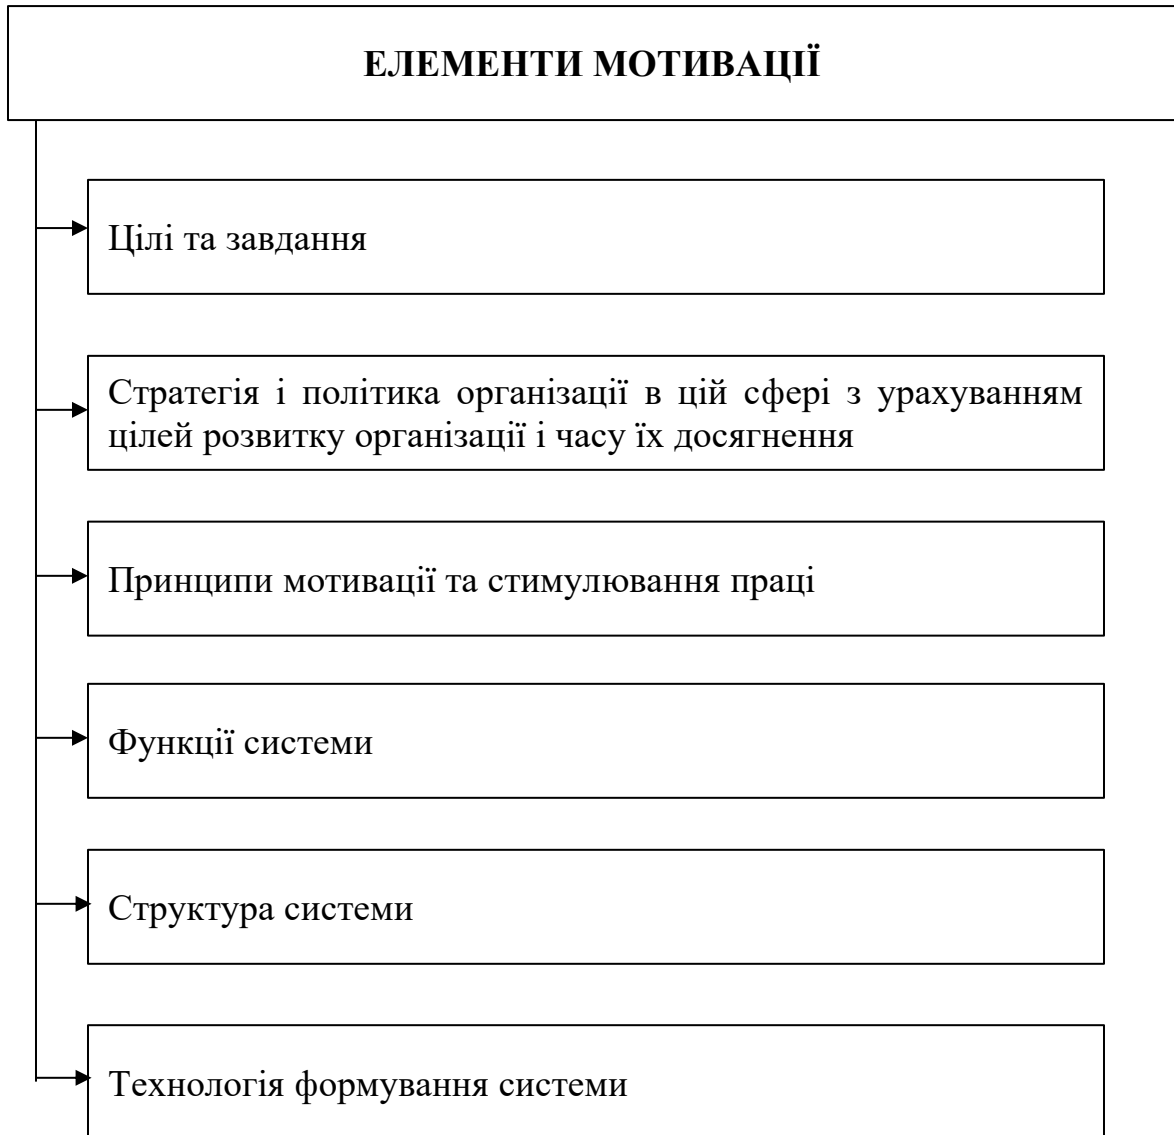 ЕЛЕМЕНТИ МОТИВАЦІЇ
Цілі та завдання
Стратегія і політика організації в цій сфері з урахуванням
цілей розвитку організації і часу їх досягнення
Принципи мотивації та стимулювання праці
Функції системи
Структура системи
Технологія формування системи